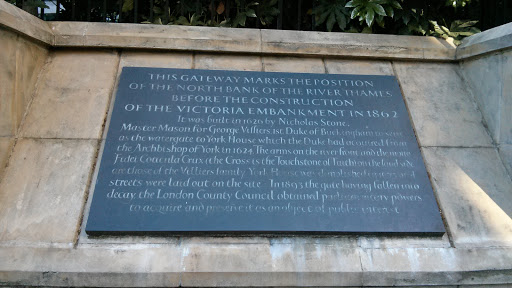 THIS GATEWAY MARKS THE POSITION
OF THE NORTH BANK OF THE RIVER THAMES
BEFORE THE CONSTRUCTION
OF THE VICTORIA EMBANKMENT IN 1862
It was built in 1626 by Nicholas Stone,
Master Mason for George Villiers, 1st Duke of Buckingham to serve
as the watergate to York House which the Duke had acquired from
the Archbishop of York in 1624. The arms on the river front and the motto
Fidei Coticula Crux (the Cross is the Touchstone of Faith) on the land side
are those of the Villiers family. York House was demolished
streets were laid out on the site. In 1893 the gate having fallen into
decay, the London County Council obtained parliamentary powers
to acquire and preserve it as an object of public interest